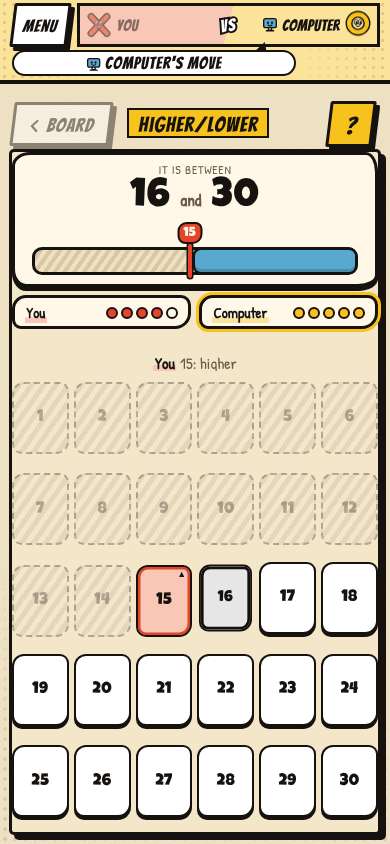 MENU
YOU
VS
COMPUTER
COMPUTER'S MOVE
< BOARD
HIGHER/LOWER
?
IT IS BETWEEN
16 and 30
15
You
Computer
You 15: higher
1 2 3 4 5 6
7 8 9 10 11 12
13 14 15 16 17 18
19 20 21 22 23 24
25 26 27 28 29 30